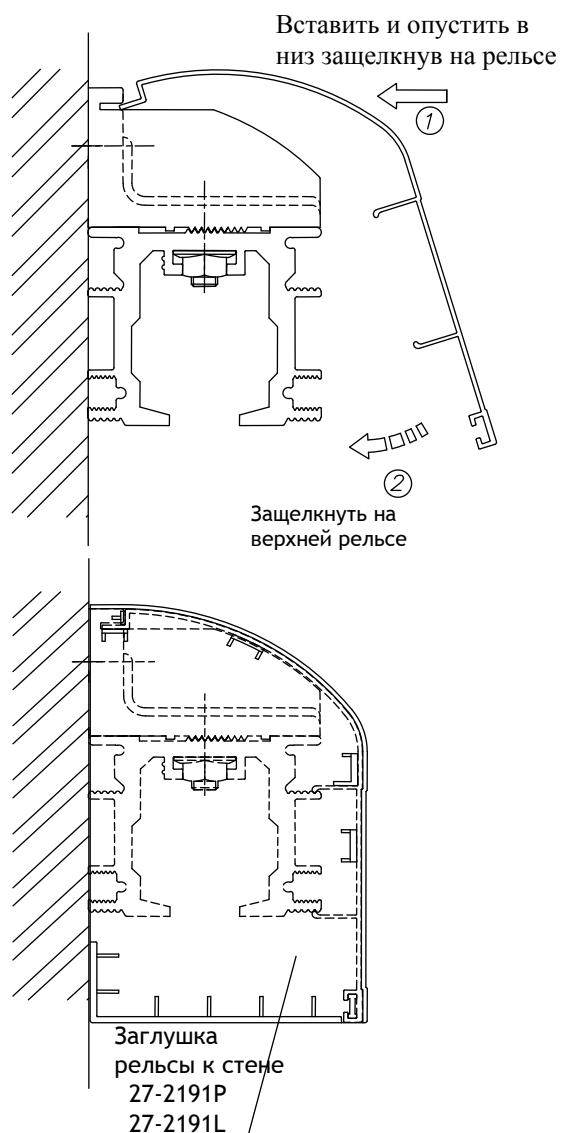 Вставить и опустить в
низ защелкнув на рельсе
1
2
Защелкнуть на
верхней рельсе
Заглушка
рельсы к стене
27-2191P
27-2191L